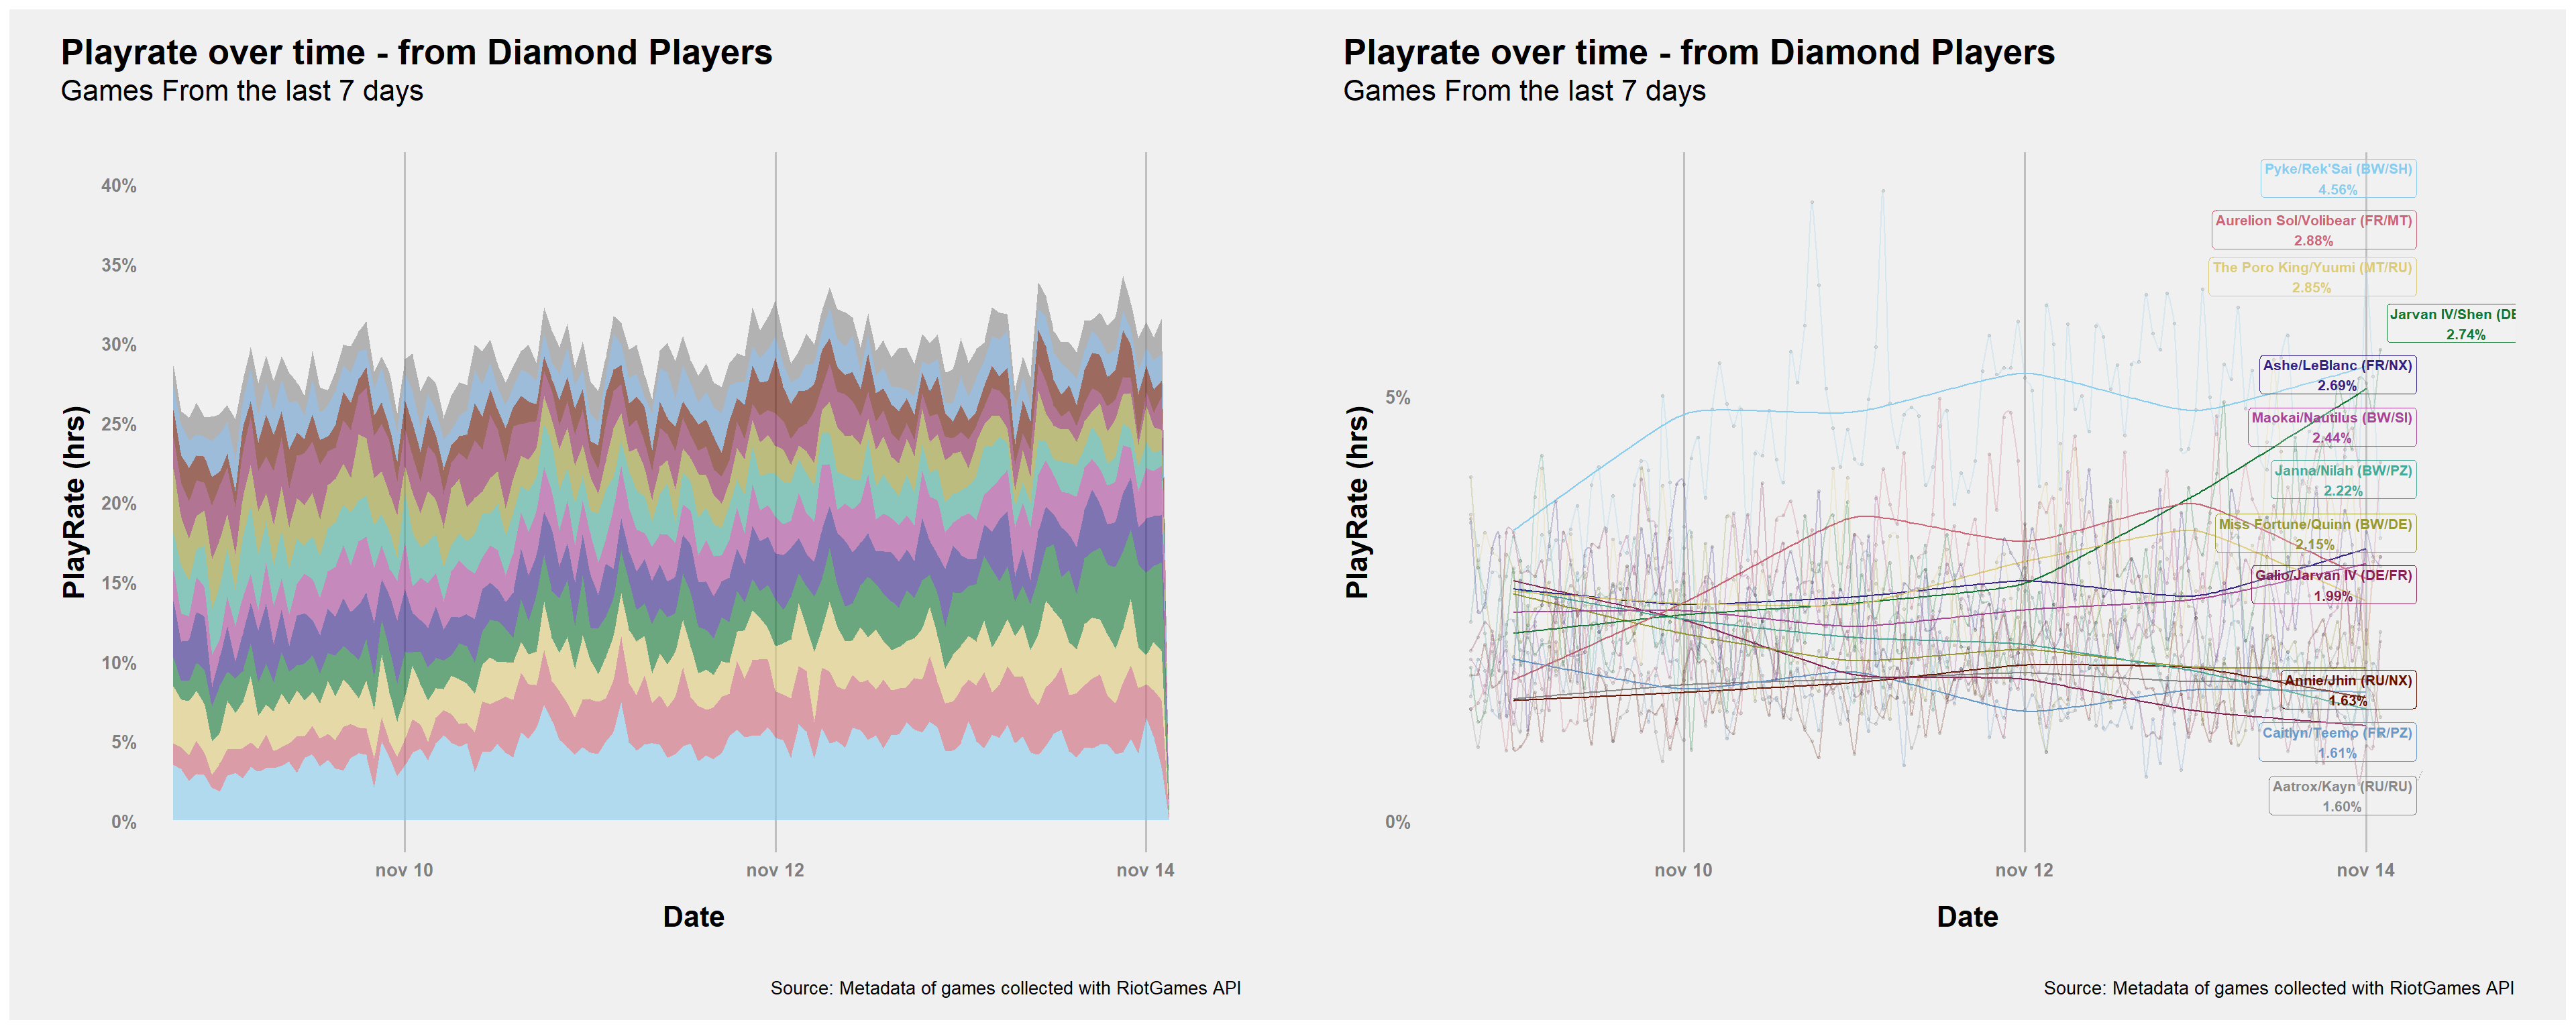 Playrate over time - from Diamond Players
Games From the last 7 days
PlayRate (hrs)
40%
35%
30%
25%
20%
15%
10%
5%
0%
nov 10
nov 12
nov 14
Date
Source: Metadata of games collected with RiotGames API
Playrate over time - from Diamond Players
Games From the last 7 days
PlayRate (hrs)
5%
0%
Pyke/Rek'Sai (BW/SH)
4.56%
Aurelion Sol/Volibear (FR/MT)
2.88%
The Poro King/Yuumi (MT/RU)
2.85%
Jarvan IV/Shen (DE
2.74%
Ashe/LeBlanc (FR/NX)
2.69%
Maokai/Nautilus (BW/SI)
2.44%
Janna/Nilah (BW/PZ)
2.22%
Miss Fortune/Quinn (BW/DE)
2.15%
Galio/Jarvan IV (DE/FR)
1.99%
Annie/Jhin (RU/NX)
1.63%
Caitlyn/Teemo (FR/PZ)
1.61%
Aatrox/Kayn (RU/RU)
1.60%
nov 10
nov 12
nov 14
Date
Source: Metadata of games collected with RiotGames API